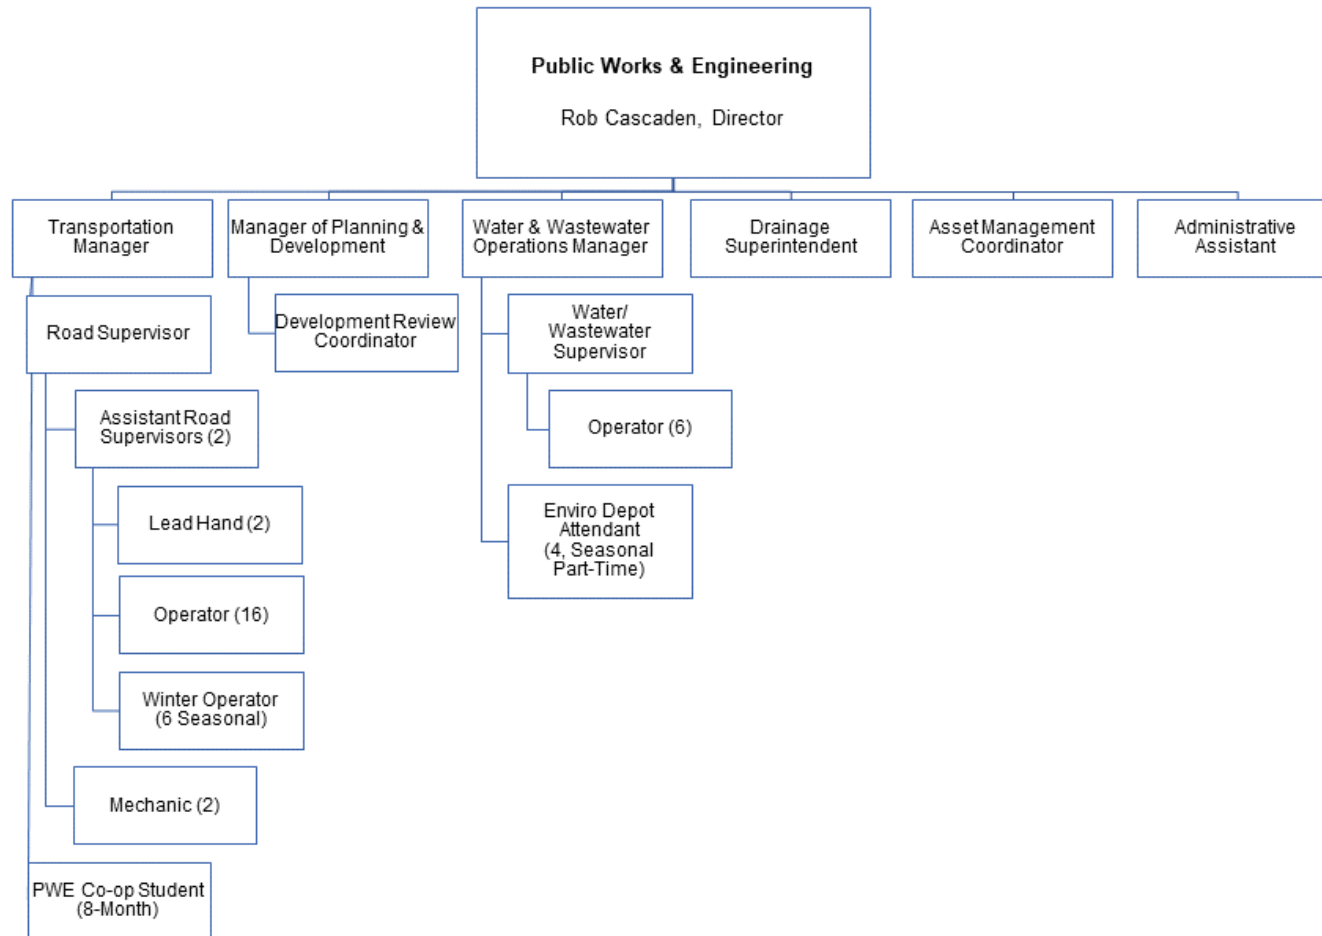 Public Works & Engineering
Rob Cascaden, Director
Transportation
Manager
Manager of Planning &
Development
Water & Wastewater
Operations Manager
Drainage
Superintendent
Asset Management
Coordinator
Administrative
Assistant
Road Supervisor
Development Review
Coordinator
Water/
Wastewater
Supervisor
Assistant Road
Supervisors (2)
Operator (6)
Lead Hand (2)
Enviro Depot
Attendant
(4, Seasonal
Part-Time)
Operator (16)
Winter Operator
(6 Seasonal)
Mechanic (2)
PWE Co-op Student
(8-Month)